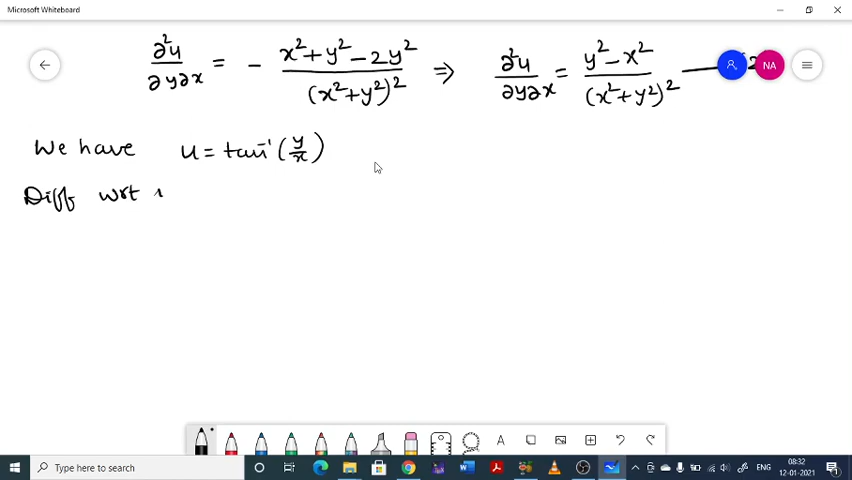 Microsoft Whiteboard
∂²u/∂y∂x = - (x²+y²-2y²)/(x²+y²)² ⇒ ∂²u/∂y∂x = (y²-x²)/(x²+y²)² —
NA
We have u = tan⁻¹(y/x)
Diff wrt
A
Type here to search
ENG
08:32
12-01-2021